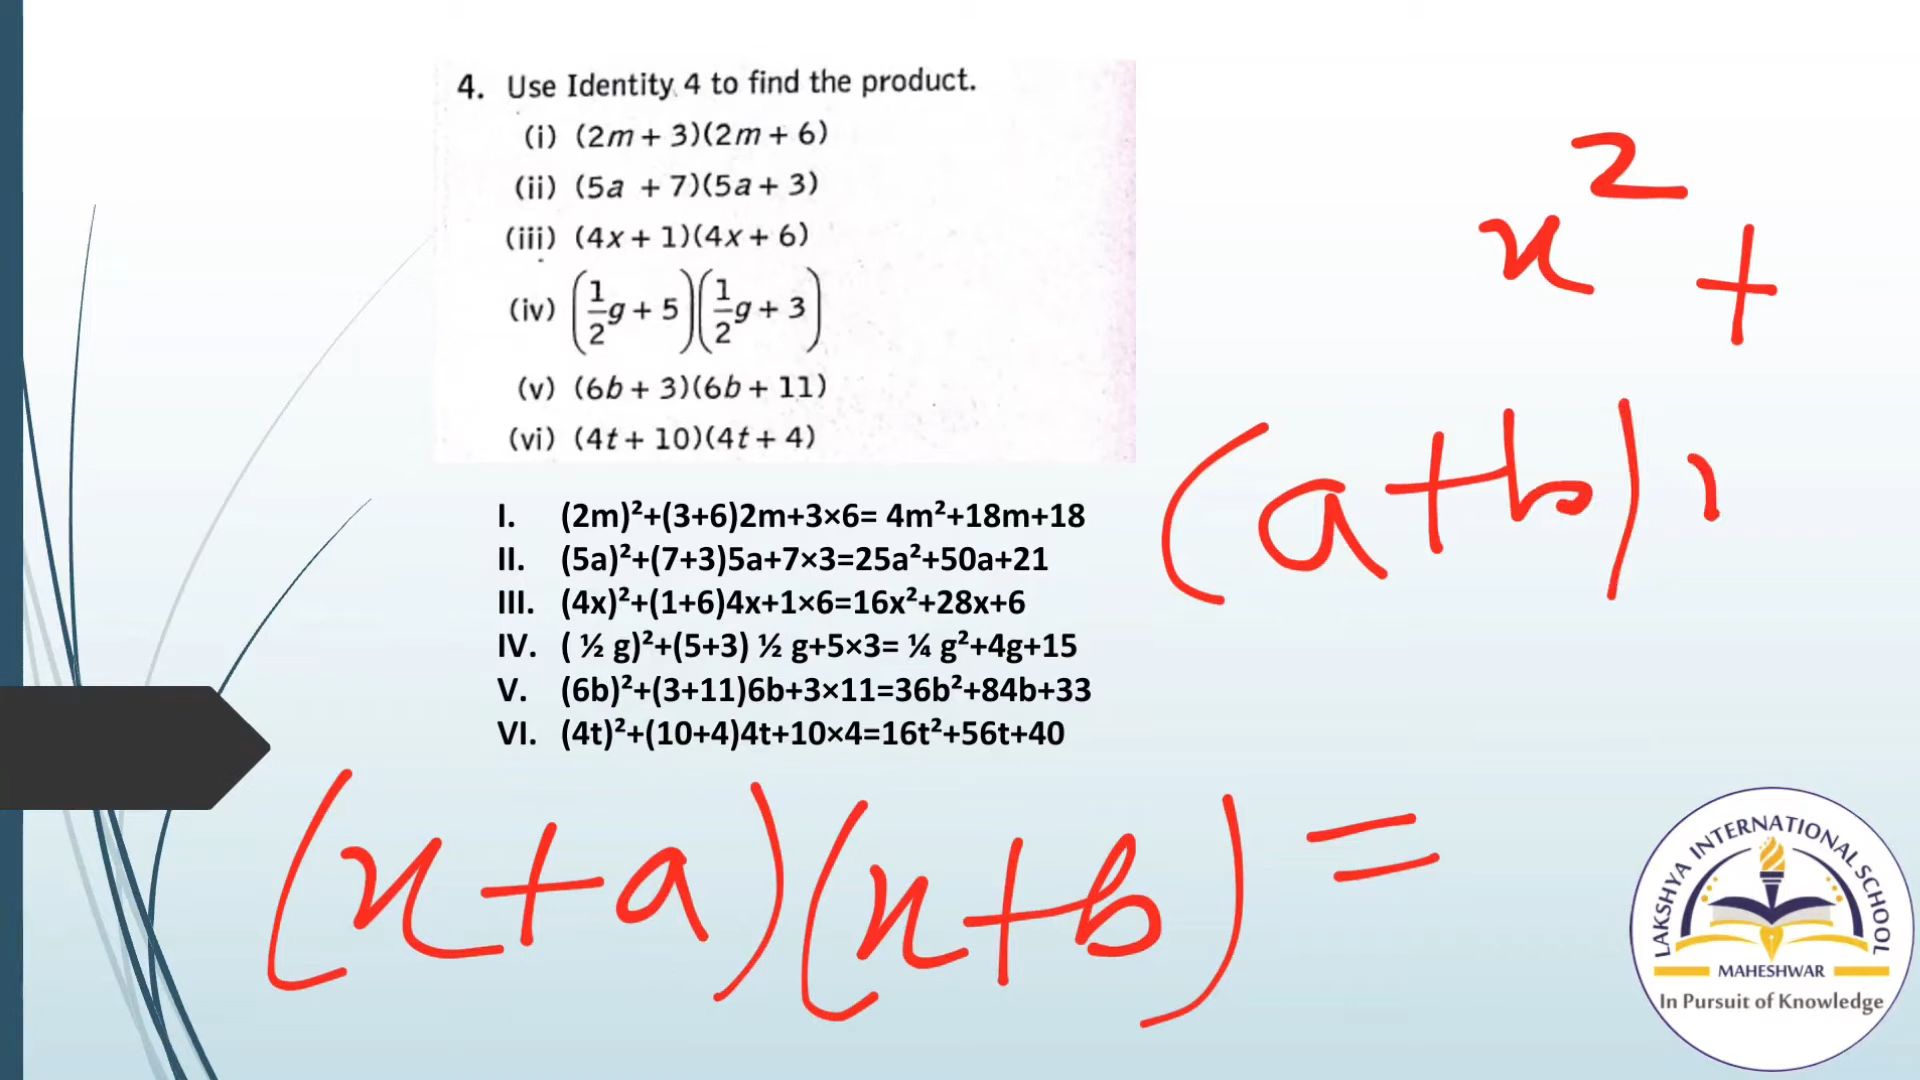 4. Use Identity 4 to find the product.
(i) (2m + 3)(2m + 6)
(ii) (5a + 7)(5a + 3)
(iii) (4x + 1)(4x + 6)
(iv) (1/2 g + 5)(1/2 g + 3)
(v) (6b + 3)(6b + 11)
(vi) (4t + 10)(4t + 4)
I. (2m)²+(3+6)2m+3×6= 4m²+18m+18
II. (5a)²+(7+3)5a+7×3=25a²+50a+21
III. (4x)²+(1+6)4x+1×6=16x²+28x+6
IV. ( ½ g)²+(5+3) ½ g+5×3= ¼ g²+4g+15
V. (6b)²+(3+11)6b+3×11=36b²+84b+33
VI. (4t)²+(10+4)4t+10×4=16t²+56t+40
(x+a)(x+b) =
x² +
(a+b)
LAKSHYA INTERNATIONAL SCHOOL
MAHESHWAR
In Pursuit of Knowledge